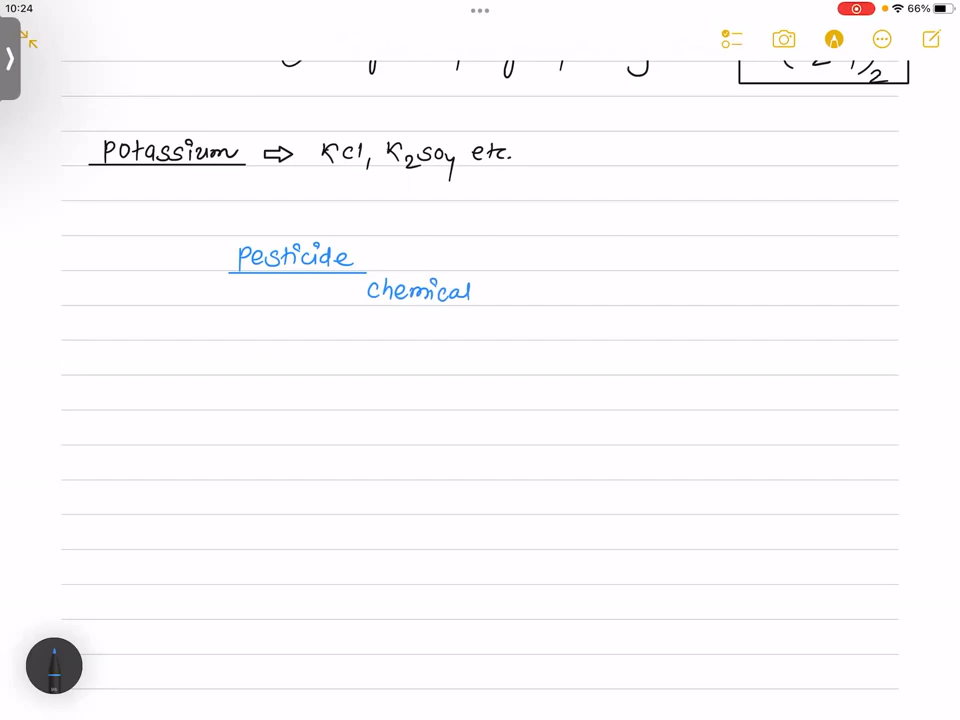 10:24
66%
Potassium ⇒ KCl, K2SO4 etc.
Pesticide
chemical